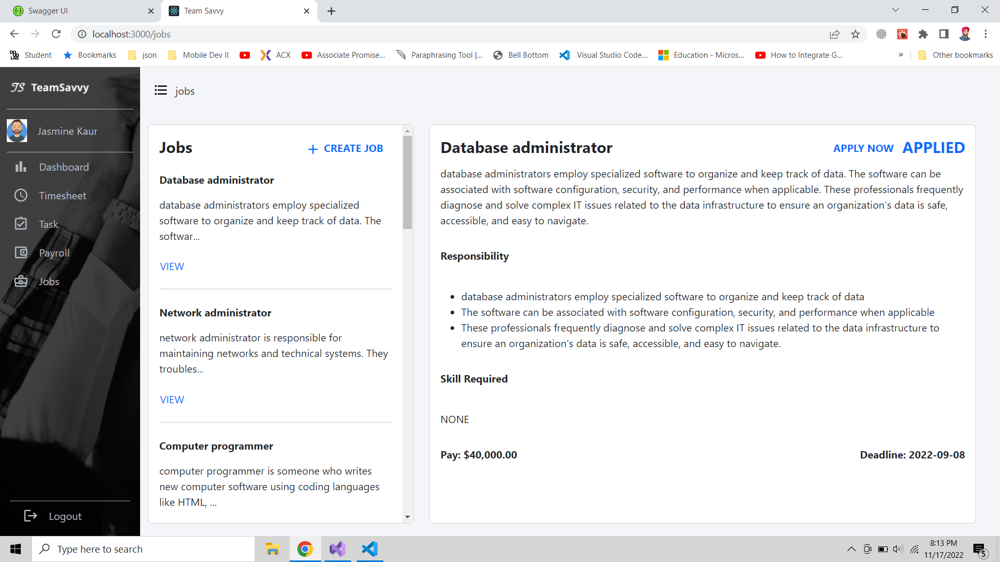 Swagger UI
Team Savvy
localhost:3000/jobs
Student
Bookmarks
json
Mobile Dev II
ACX
Associate Promise...
Paraphrasing Tool |...
Bell Bottom
Visual Studio Code...
Education - Micros...
How to Integrate G...
»
Other bookmarks
TS TeamSavvy
Jasmine Kaur
Dashboard
Timesheet
Task
Payroll
Jobs
Logout
jobs
Jobs
+ CREATE JOB
Database administrator
database administrators employ specialized
software to organize and keep track of data. The
softwar...
VIEW
Network administrator
network administrator is responsible for
maintaining networks and technical systems. They
troubles...
VIEW
Computer programmer
computer programmer is someone who writes
new computer software using coding languages
like HTML, ...
Database administrator
APPLY NOW APPLIED
database administrators employ specialized software to organize and keep track of data. The software can be
associated with software configuration, security, and performance when applicable. These professionals frequently
diagnose and solve complex IT issues related to the data infrastructure to ensure an organization's data is safe,
accessible, and easy to navigate.
Responsibility
• database administrators employ specialized software to organize and keep track of data
• The software can be associated with software configuration, security, and performance when applicable
• These professionals frequently diagnose and solve complex IT issues related to the data infrastructure to
ensure an organization's data is safe, accessible, and easy to navigate.
Skill Required
NONE
Pay: $40,000.00
Deadline: 2022-09-08
Type here to search
8:13 PM
11/17/2022
5